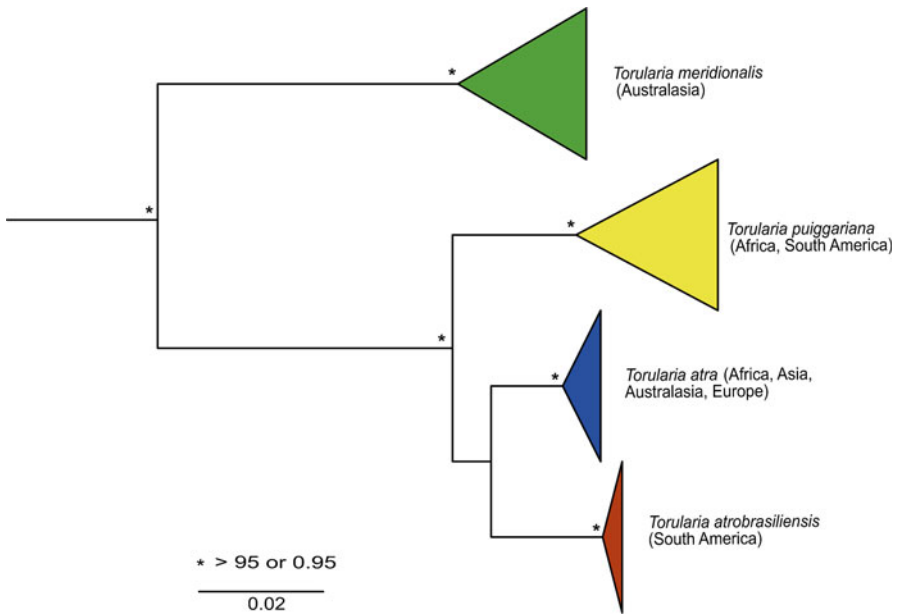 *
Torularia meridionalis
(Australasia)
*
*
Torularia puiggariana
(Africa, South America)
*
*
Torularia atra (Africa, Asia,
Australasia, Europe)
*
Torularia atrobrasiliensis
(South America)
* > 95 or 0.95
0.02